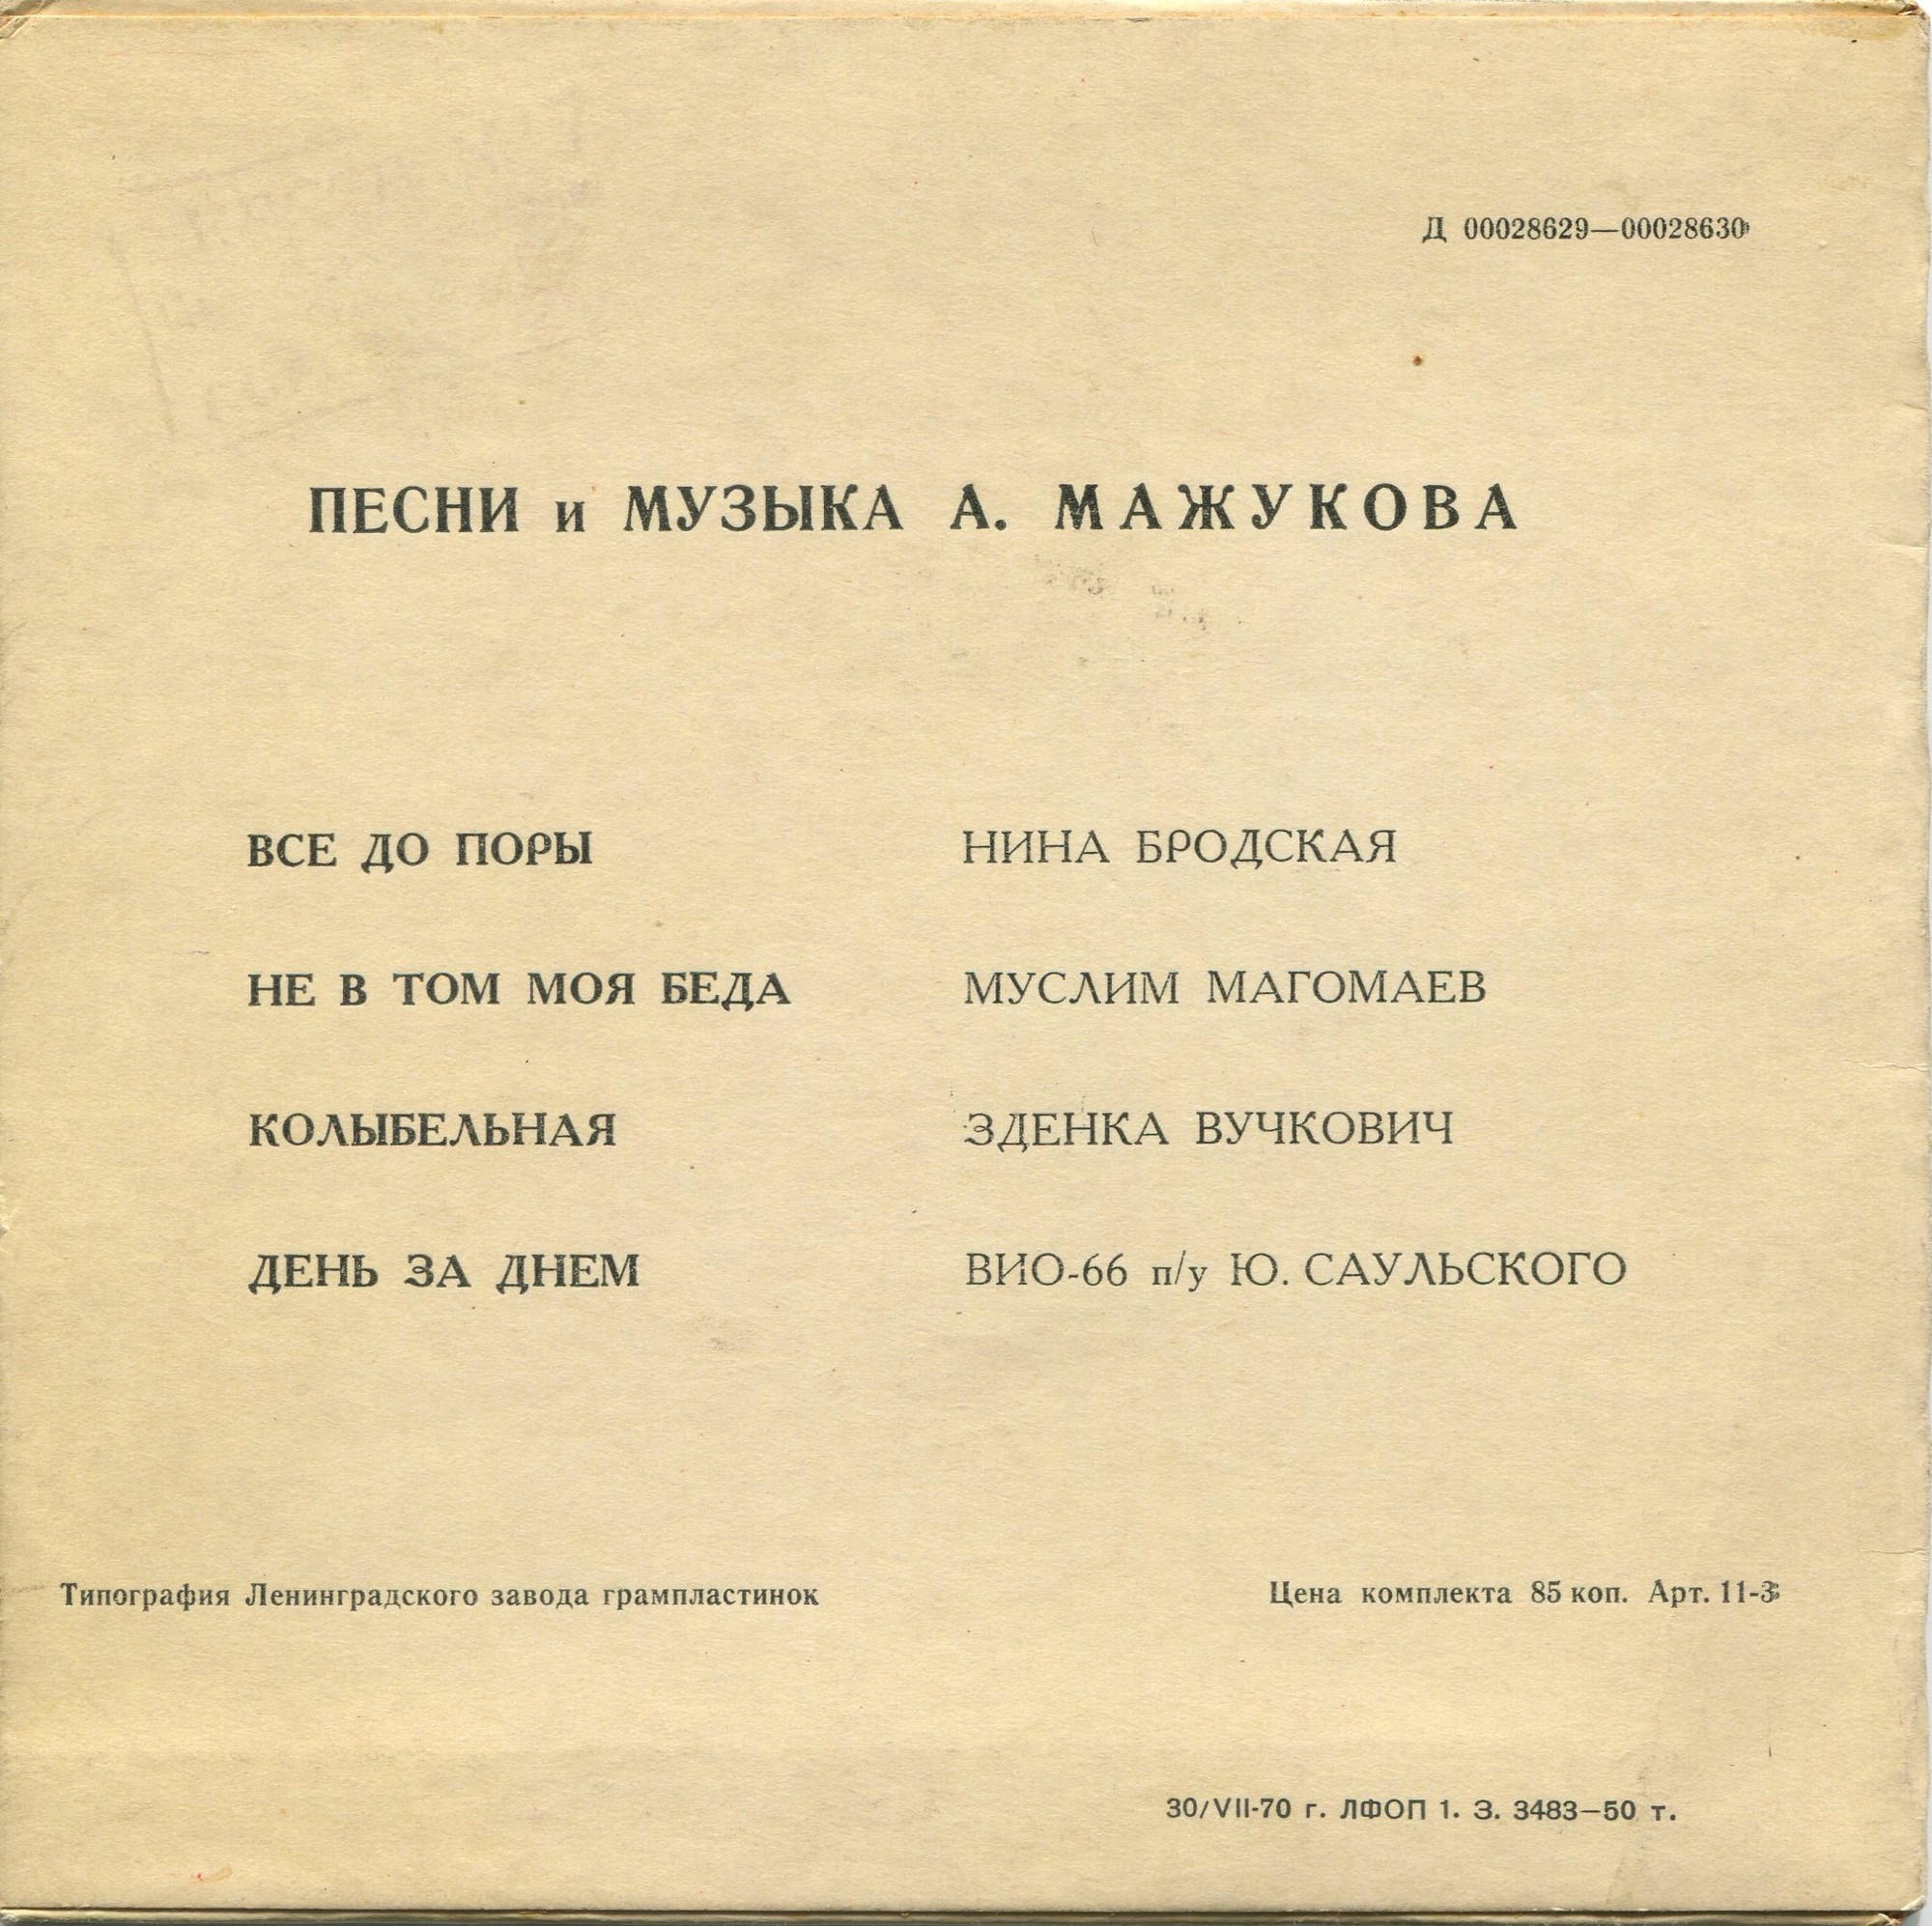 Д 00028629—00028630
ПЕСНИ и МУЗЫКА А. МАЖУКОВА
ВСЕ ДО ПОРЫ НИНА БРОДСКАЯ
НЕ В ТОМ МОЯ БЕДА МУСЛИМ МАГОМАЕВ
КОЛЫБЕЛЬНАЯ ЗДЕНКА ВУЧКОВИЧ
ДЕНЬ ЗА ДНЕМ ВИО-66 п/у Ю. САУЛЬСКОГО
Типография Ленинградского завода грампластинок Цена комплекта 85 коп. Арт. 11-3
30/VII-70 г. ЛФОП 1. З. 3483—50 т.